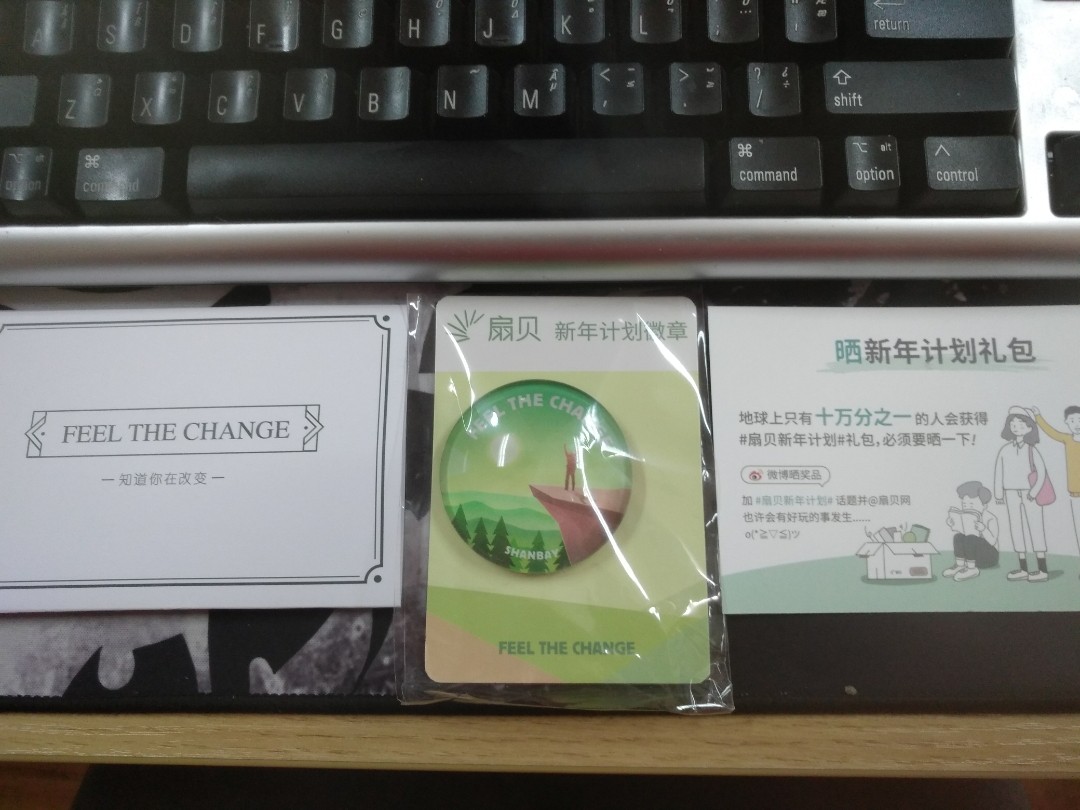 A S D F G H J K L return
Z X C V B N M < > ? / shift
option command command option alt control
FEEL THE CHANGE
— 知道你在改变 —
扇贝 新年计划徽章
FEEL THE CHANGE
SHANBAY
FEEL THE CHANGE
晒新年计划礼包
地球上只有十万分之一的人会获得
#扇贝新年计划#礼包,必须要晒一下!
微博晒奖品
加 #扇贝新年计划# 话题并@扇贝网
也许会有好玩的事发生......
o(*≧▽≦)ツ